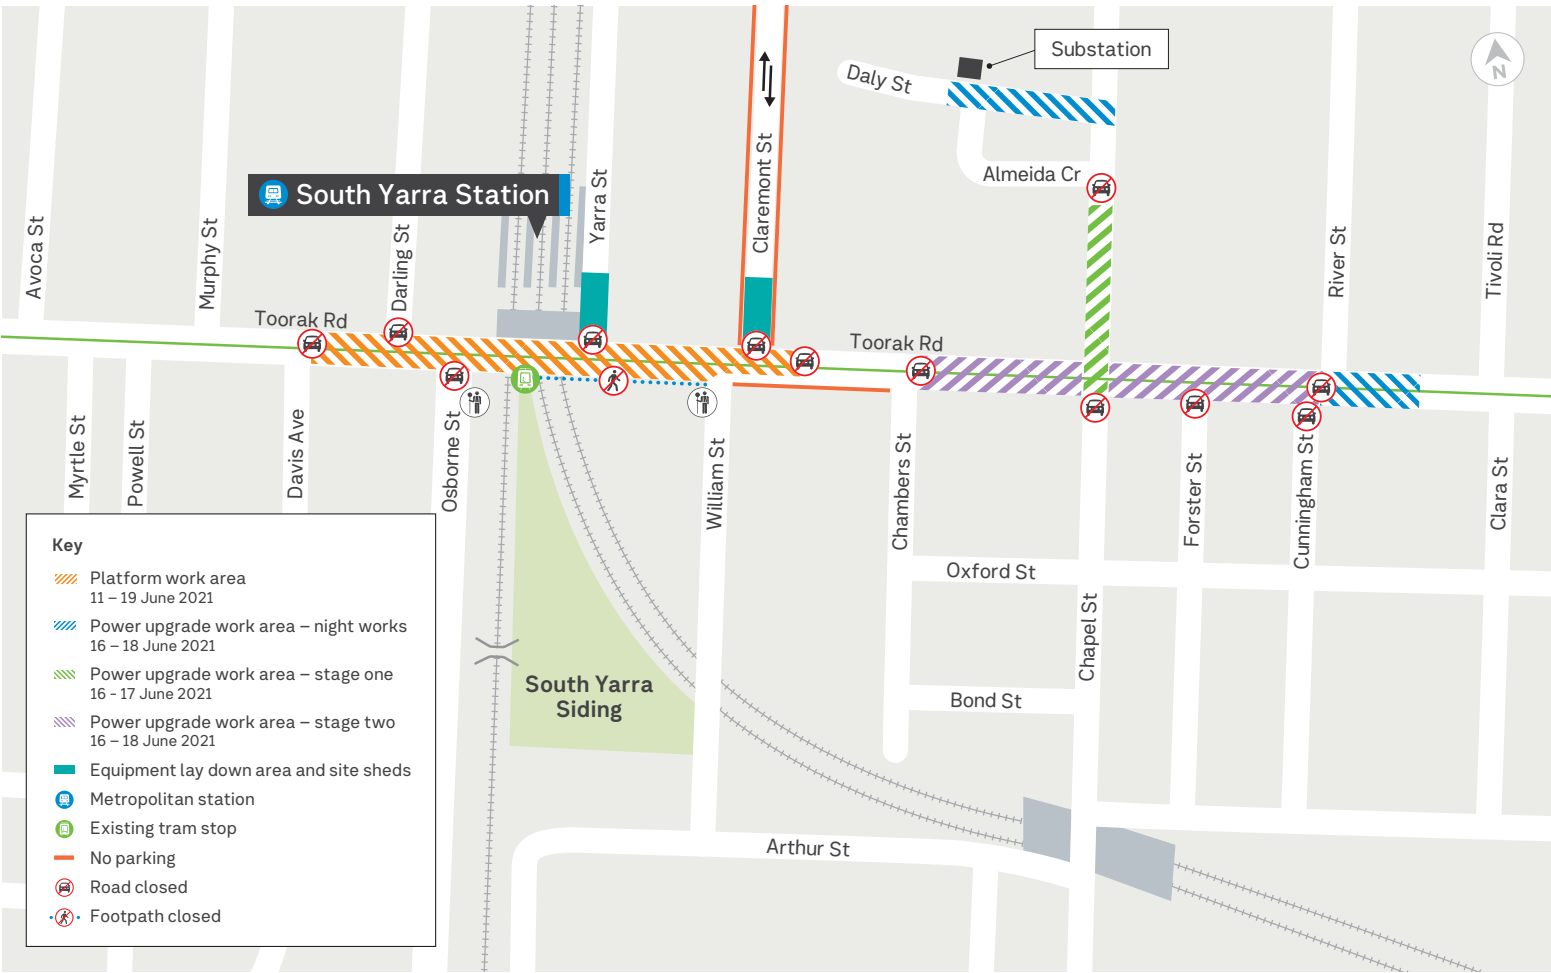 Substation
N
Daly St
Almeida Cr
South Yarra Station
Avoca St
Murphy St
Darling St
Yarra St
Claremont St
River St
Tivoli Rd
Toorak Rd
Toorak Rd
Myrtle St
Powell St
Davis Ave
Osborne St
William St
Chambers St
Chapel St
Forster St
Cunningham St
Clara St
Oxford St
Bond St
South Yarra
Siding
Arthur St
Key
Platform work area
11 – 19 June 2021
Power upgrade work area – night works
16 – 18 June 2021
Power upgrade work area – stage one
16 - 17 June 2021
Power upgrade work area – stage two
16 – 18 June 2021
Equipment lay down area and site sheds
Metropolitan station
Existing tram stop
No parking
Road closed
Footpath closed